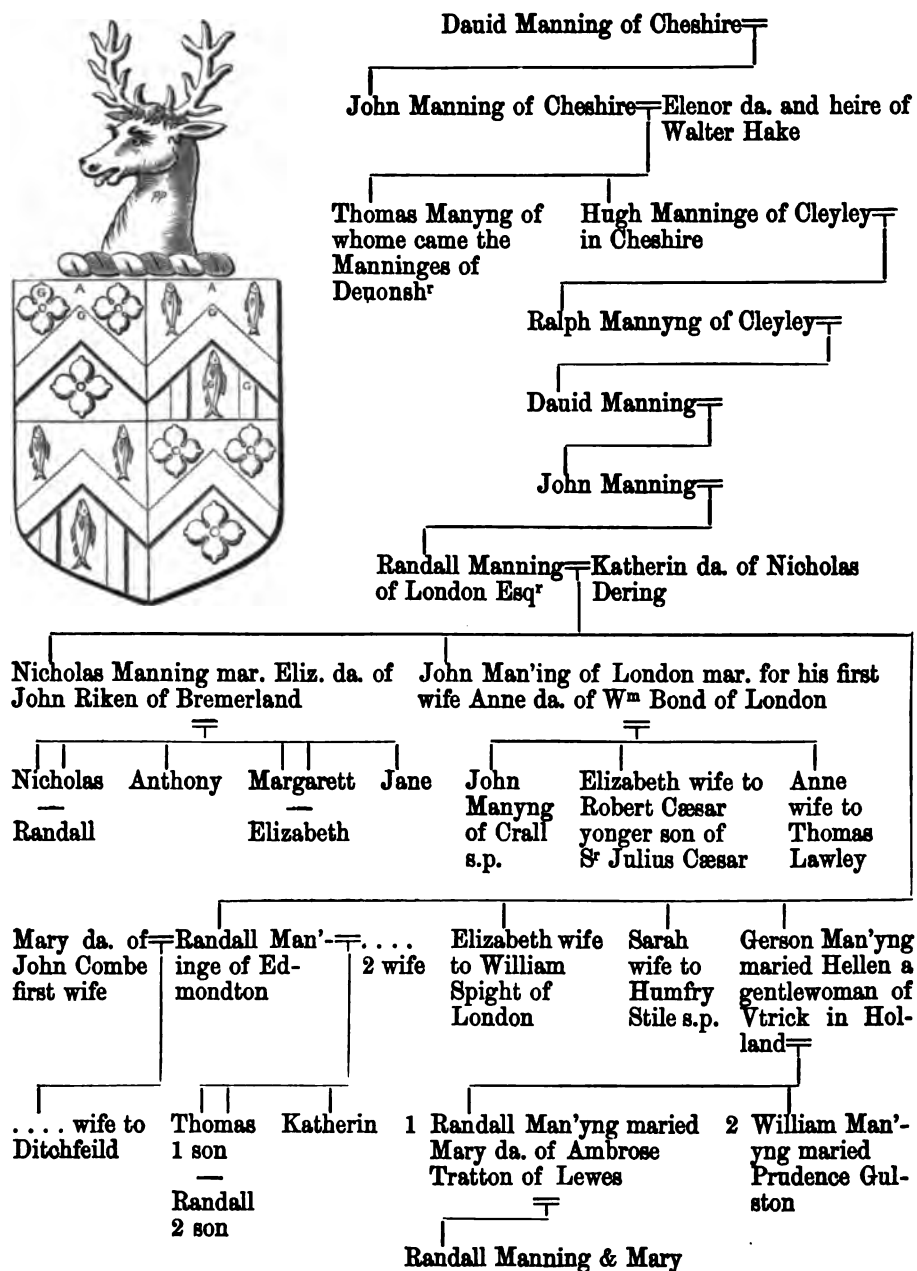 Dauid Manning of Cheshire
John Manning of Cheshire
Elenor da. and heire of
Walter Hake
Thomas Manyng of
whome came the
Manninges of
Deuonshʳ
Hugh Manninge of Cleyley
in Cheshire
G A
G
A
G
G G
Ralph Mannyng of Cleyley
Dauid Manning
John Manning
Randall Manning
of London Esqʳ
Katherin da. of Nicholas
Dering
Nicholas Manning mar. Eliz. da. of
John Riken of Bremerland
John Man'ing of London mar. for his first
wife Anne da. of Wᵐ Bond of London
Nicholas
Randall
Anthony
Margarett
Elizabeth
Jane
John
Manyng
of Crall
s.p.
Elizabeth wife to
Robert Cæsar
yonger son of
Sʳ Julius Cæsar
Anne
wife to
Thomas
Lawley
Mary da. of
John Combe
first wife
Randall Man'-
inge of Ed-
mondton
. . . .
2 wife
Elizabeth wife
to William
Spight of
London
Sarah
wife to
Humfry
Stile s.p.
Gerson Man'yng
maried Hellen a
gentlewoman of
Vtrick in Hol-
land
. . . . wife to
Ditchfeild
Thomas
1 son
Randall
2 son
Katherin
1 Randall Man'yng maried
Mary da. of Ambrose
Tratton of Lewes
2 William Man'-
yng maried
Prudence Gul-
ston
Randall Manning & Mary